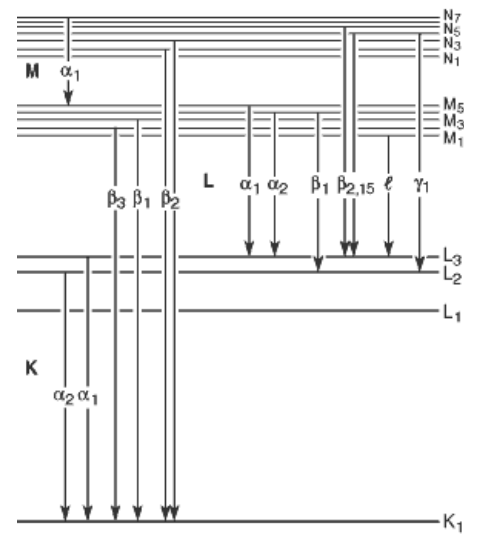 N₇
N₅
N₃
N₁
M α₁
M₅
M₃
M₁
L α₁ α₂ β₁ β₂,₁₅ ℓ γ₁
β₃ β₁ β₂
L₃
L₂
L₁
K
α₂ α₁
K₁